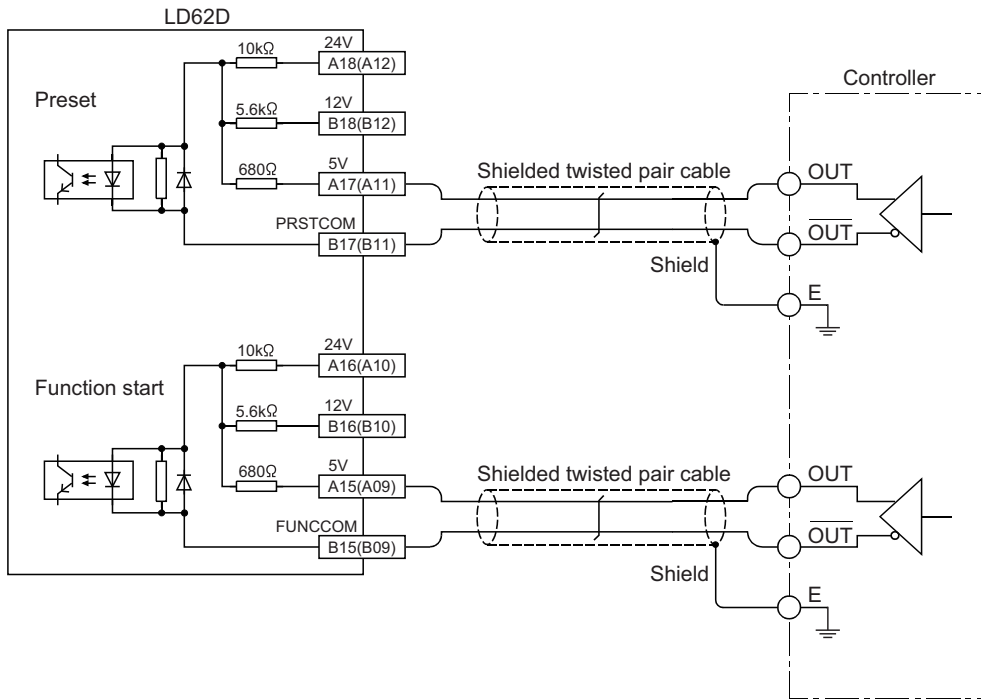 LD62D
24V
10kΩ
A18(A12)
Controller
Preset
12V
5.6kΩ
B18(B12)
5V
680Ω
A17(A11)
Shielded twisted pair cable
OUT
PRSTCOM
B17(B11)
OUT
Shield
E
24V
10kΩ
A16(A10)
Function start
12V
5.6kΩ
B16(B10)
5V
680Ω
A15(A09)
Shielded twisted pair cable
OUT
FUNCCOM
B15(B09)
OUT
Shield
E